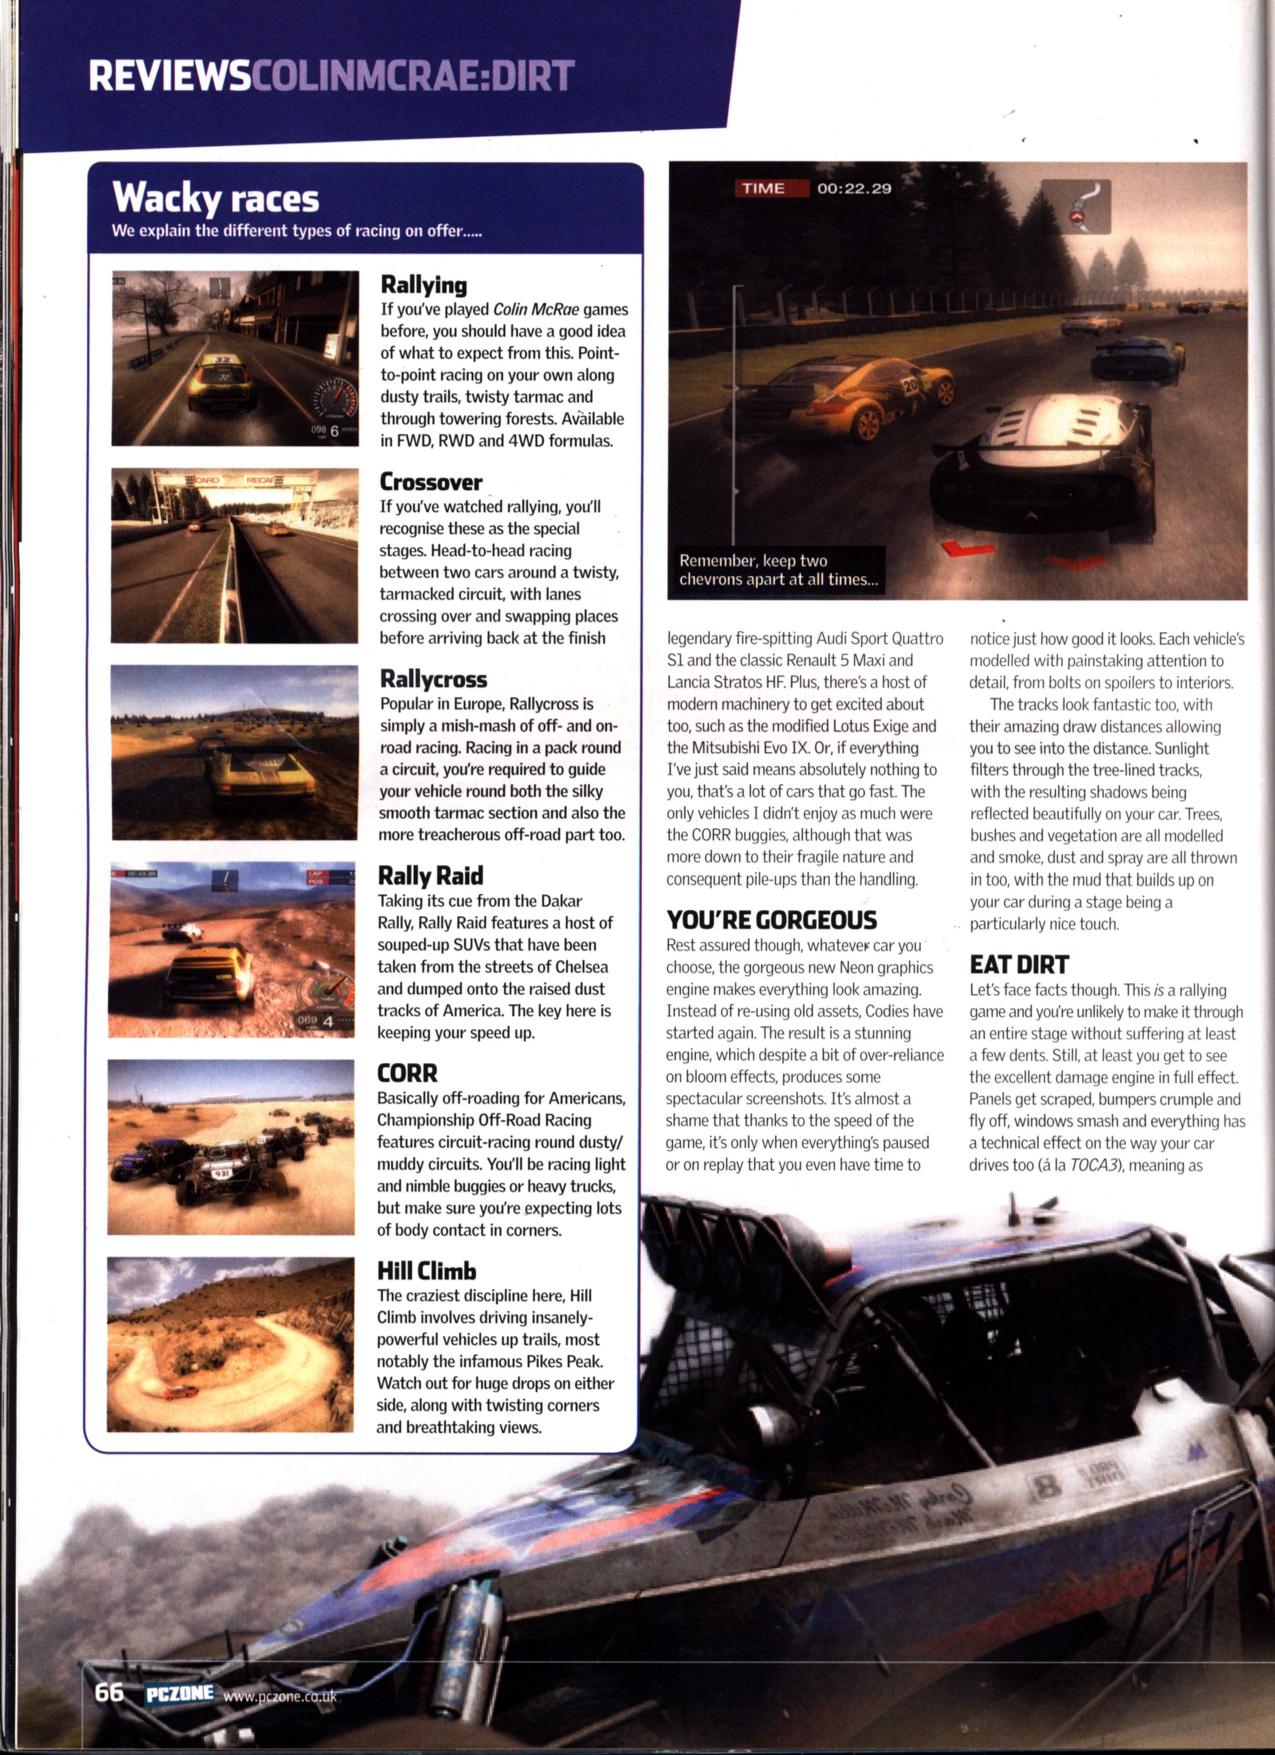 REVIEWSCOLINMCRAE:DIRT
Wacky races
We explain the different types of racing on offer.....
Rallying
If you've played Colin McRae games
before, you should have a good idea
of what to expect from this. Point-
to-point racing on your own along
dusty trails, twisty tarmac and
through towering forests. Available
in FWD, RWD and 4WD formulas.
32
098 6
Crossover
If you've watched rallying, you'll
recognise these as the special
stages. Head-to-head racing
between two cars around a twisty,
tarmacked circuit, with lanes
crossing over and swapping places
before arriving back at the finish
Rallycross
Popular in Europe, Rallycross is
simply a mish-mash of off- and on-
road racing. Racing in a pack round
a circuit, you're required to guide
your vehicle round both the silky
smooth tarmac section and also the
more treacherous off-road part too.
LAP
POS
069 4
Rally Raid
Taking its cue from the Dakar
Rally, Rally Raid features a host of
souped-up SUVs that have been
taken from the streets of Chelsea
and dumped onto the raised dust
tracks of America. The key here is
keeping your speed up.
931
CORR
Basically off-roading for Americans,
Championship Off-Road Racing
features circuit-racing round dusty/
muddy circuits. You'll be racing light
and nimble buggies or heavy trucks,
but make sure you're expecting lots
of body contact in corners.
Hill Climb
The craziest discipline here, Hill
Climb involves driving insanely-
powerful vehicles up trails, most
notably the infamous Pikes Peak.
Watch out for huge drops on either
side, along with twisting corners
and breathtaking views.
TIME 00:22.29
20
Remember, keep two
chevrons apart at all times...
legendary fire-spitting Audi Sport Quattro
S1 and the classic Renault 5 Maxi and
Lancia Stratos HF. Plus, there's a host of
modern machinery to get excited about
too, such as the modified Lotus Exige and
the Mitsubishi Evo IX. Or, if everything
I've just said means absolutely nothing to
you, that's a lot of cars that go fast. The
only vehicles I didn't enjoy as much were
the CORR buggies, although that was
more down to their fragile nature and
consequent pile-ups than the handling.
YOU'RE GORGEOUS
Rest assured though, whatever car you
choose, the gorgeous new Neon graphics
engine makes everything look amazing.
Instead of re-using old assets, Codies have
started again. The result is a stunning
engine, which despite a bit of over-reliance
on bloom effects, produces some
spectacular screenshots. It's almost a
shame that thanks to the speed of the
game, it's only when everything's paused
or on replay that you even have time to
notice just how good it looks. Each vehicle's
modelled with painstaking attention to
detail, from bolts on spoilers to interiors.
The tracks look fantastic too, with
their amazing draw distances allowing
you to see into the distance. Sunlight
filters through the tree-lined tracks,
with the resulting shadows being
reflected beautifully on your car. Trees,
bushes and vegetation are all modelled
and smoke, dust and spray are all thrown
in too, with the mud that builds up on
your car during a stage being a
particularly nice touch.
EAT DIRT
Let's face facts though. This is a rallying
game and you're unlikely to make it through
an entire stage without suffering at least
a few dents. Still, at least you get to see
the excellent damage engine in full effect.
Panels get scraped, bumpers crumple and
fly off, windows smash and everything has
a technical effect on the way your car
drives too (á la TOCA3), meaning as
8
66 PCZONE www.pczone.co.uk